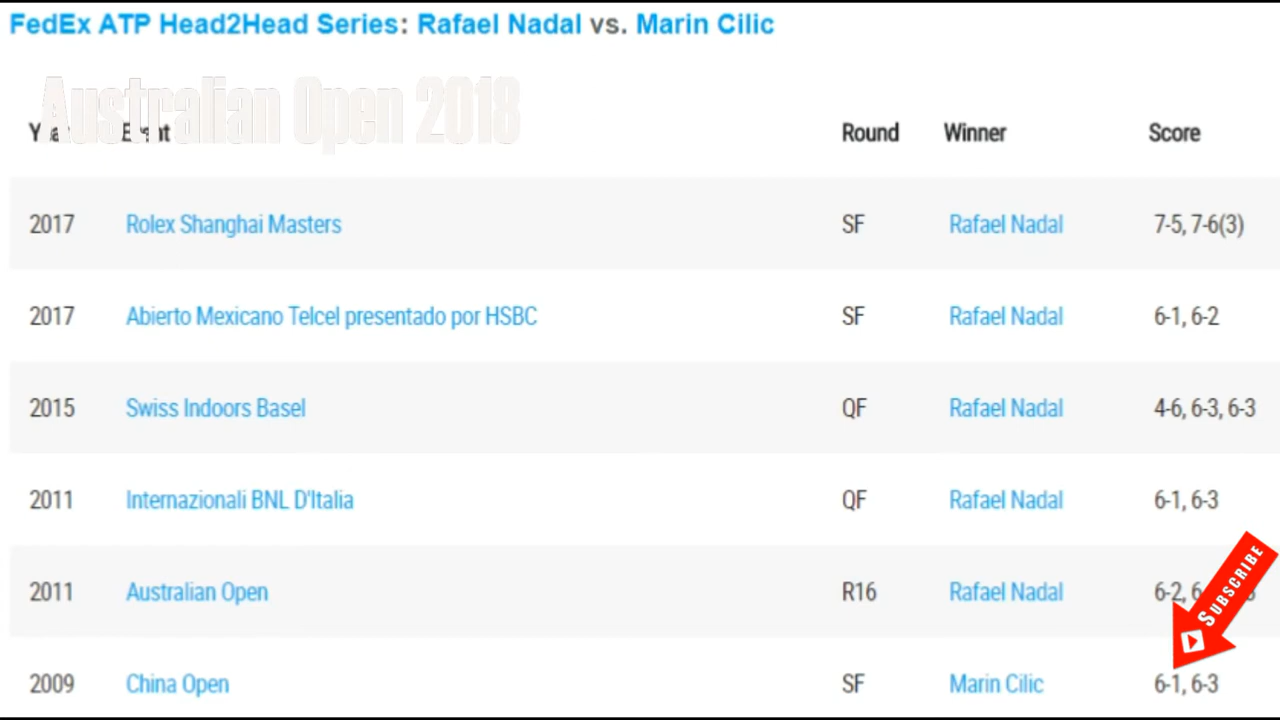 FedEx ATP Head2Head Series: Rafael Nadal vs. Marin Cilic
Australian Open 2018
Round Winner Score
2017 Rolex Shanghai Masters SF Rafael Nadal 7-5, 7-6(3)
2017 Abierto Mexicano Telcel presentado por HSBC SF Rafael Nadal 6-1, 6-2
2015 Swiss Indoors Basel QF Rafael Nadal 4-6, 6-3, 6-3
2011 Internazionali BNL D'Italia QF Rafael Nadal 6-1, 6-3
2011 Australian Open R16 Rafael Nadal 6-2,
SUBSCRIBE
2009 China Open SF Marin Cilic 6-1, 6-3